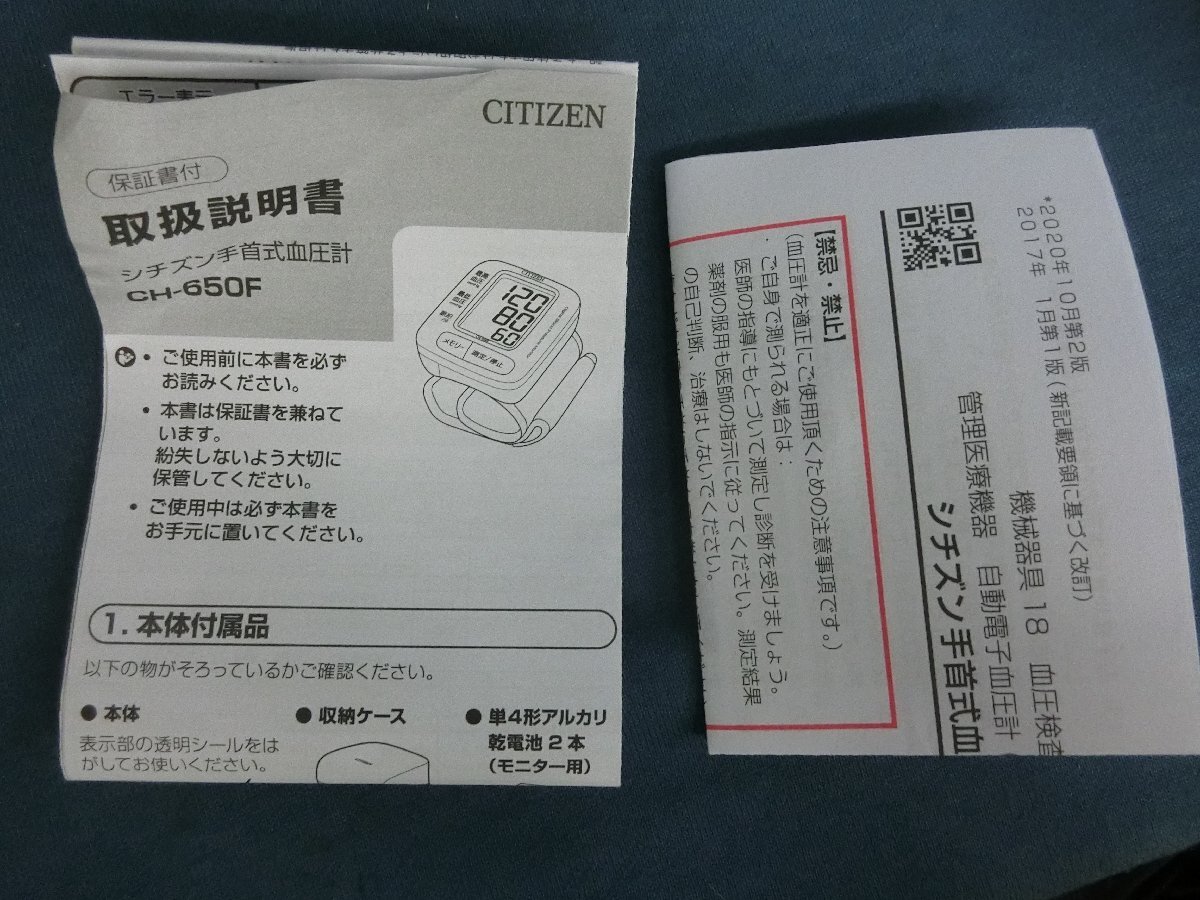 エラー表示
CITIZEN
保証書付
取扱説明書
シチズン手首式血圧計
CH-650F
CITIZEN
最高
血圧
最低
血圧
脈拍
120
80
60
メモリー
測定/停止
• ご使用前に本書を必ず
お読みください。
• 本書は保証書を兼ねて
います。
紛失しないよう大切に
保管してください。
• ご使用中は必ず本書を
お手元に置いてください。
1. 本体付属品
以下の物がそろっているかご確認ください。
● 本体
表示部の透明シールをは
がしてお使いください。
● 収納ケース
● 単4形アルカリ
乾電池 2 本
(モニター用)
*2020年10月第2版
2017年 1月第1版(新記載要領に基づく改訂)
機械器具 18 血圧検査
管理医療機器 自動電子血圧計
シチズン手首式血
【禁忌・禁止】
(血圧計を適正にご使用頂くための注意事項です。)
・ご自身で測られる場合は：
医師の指導にもとづいて測定し診断を受けましょう。
薬剤の服用も医師の指示に従ってください。測定結果
の自己判断、治療はしないでください。